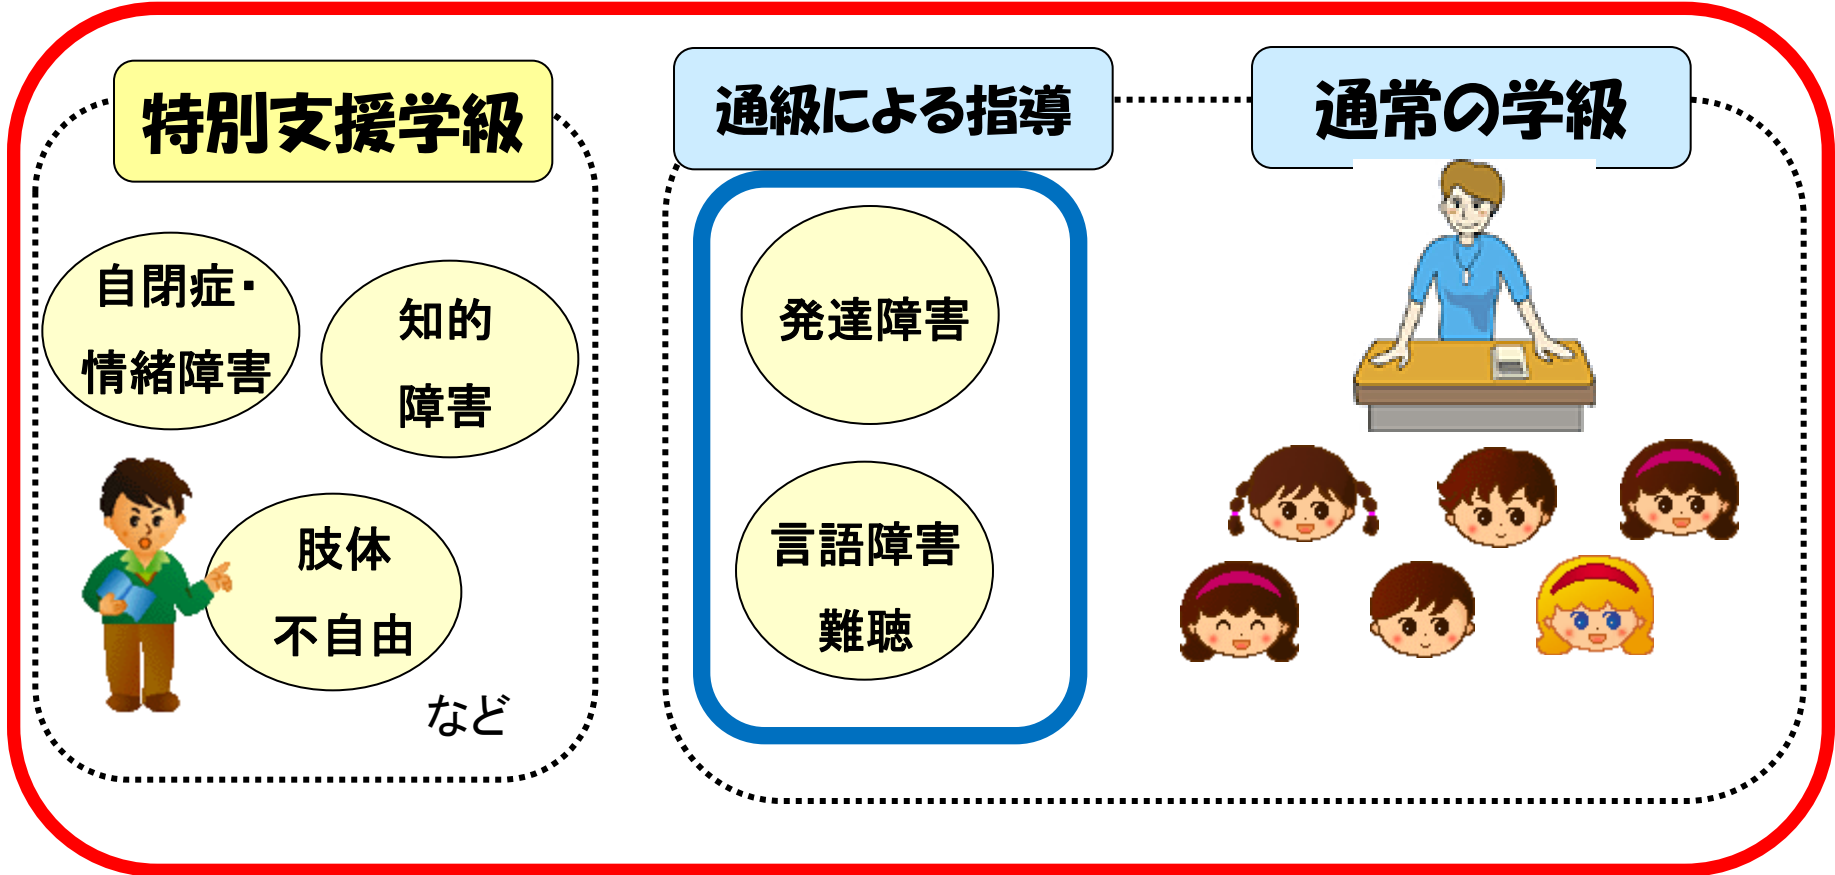 特別支援学級
通級による指導
通常の学級
自閉症・
情緒障害
知的
障害
肢体
不自由
など
発達障害
言語障害
難聴